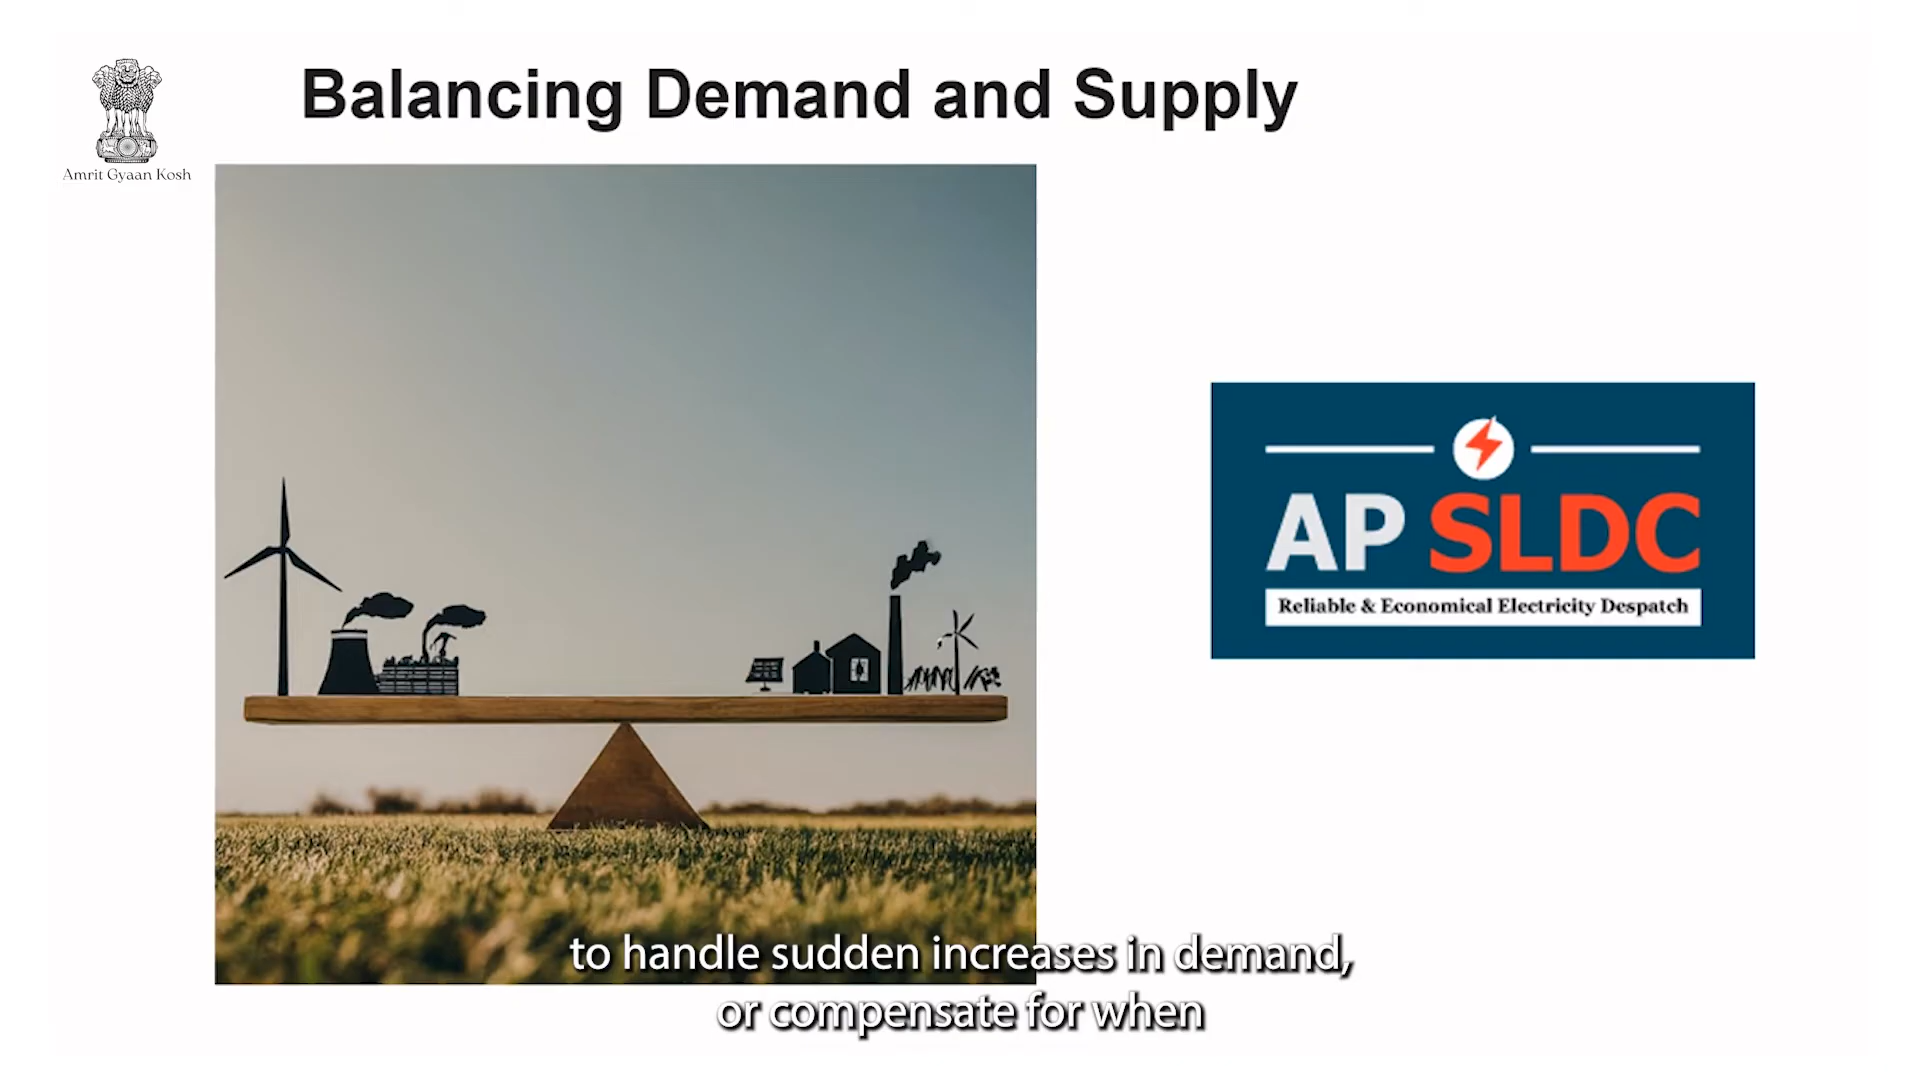 Balancing Demand and Supply
Amrit Gyaan Kosh
AP SLDC
Reliable & Economical Electricity Despatch
to handle sudden increases in demand,
or compensate for when